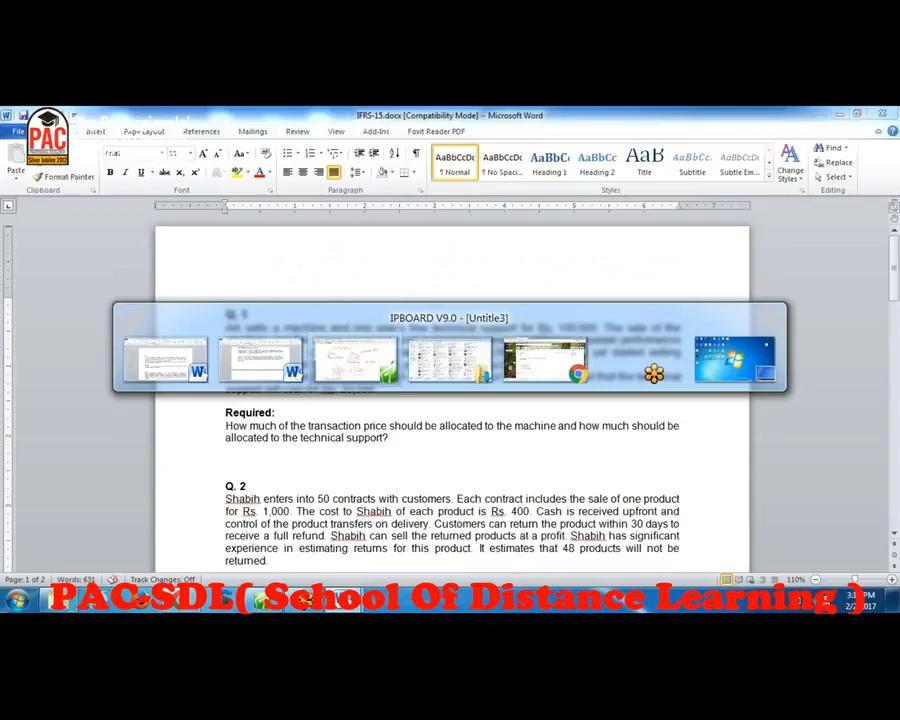 IFRS-15.docx [Compatibility Mode] - Microsoft Word
PAC
Silver Jubilee 2012
File
Insert
Page Layout
References
Mailings
Review
View
Add-Ins
Foxit Reader PDF
Paste
Format Painter
Clipboard
Arial
11
Font
Paragraph
AaBbCcDc
¶ Normal
AaBbCcDc
¶ No Spaci...
AaBbC
Heading 1
AaBbCc
Heading 2
AaB
Title
AaBbCc.
Subtitle
AaBbCcDc
Subtle Em...
Change
Styles
Styles
Find
Replace
Select
Editing
IPBOARD V9.0 - [Untitle3]
Q. 1
Required:
How much of the transaction price should be allocated to the machine and how much should be
allocated to the technical support?
Q. 2
Shabih enters into 50 contracts with customers. Each contract includes the sale of one product
for Rs. 1,000. The cost to Shabih of each product is Rs. 400. Cash is received upfront and
control of the product transfers on delivery. Customers can return the product within 30 days to
receive a full refund. Shabih can sell the returned products at a profit. Shabih has significant
experience in estimating returns for this product. It estimates that 48 products will not be
returned.
Page: 1 of 2
Words: 631
Track Changes: Off
110%
PAC-SDL( School Of Distance Learning )